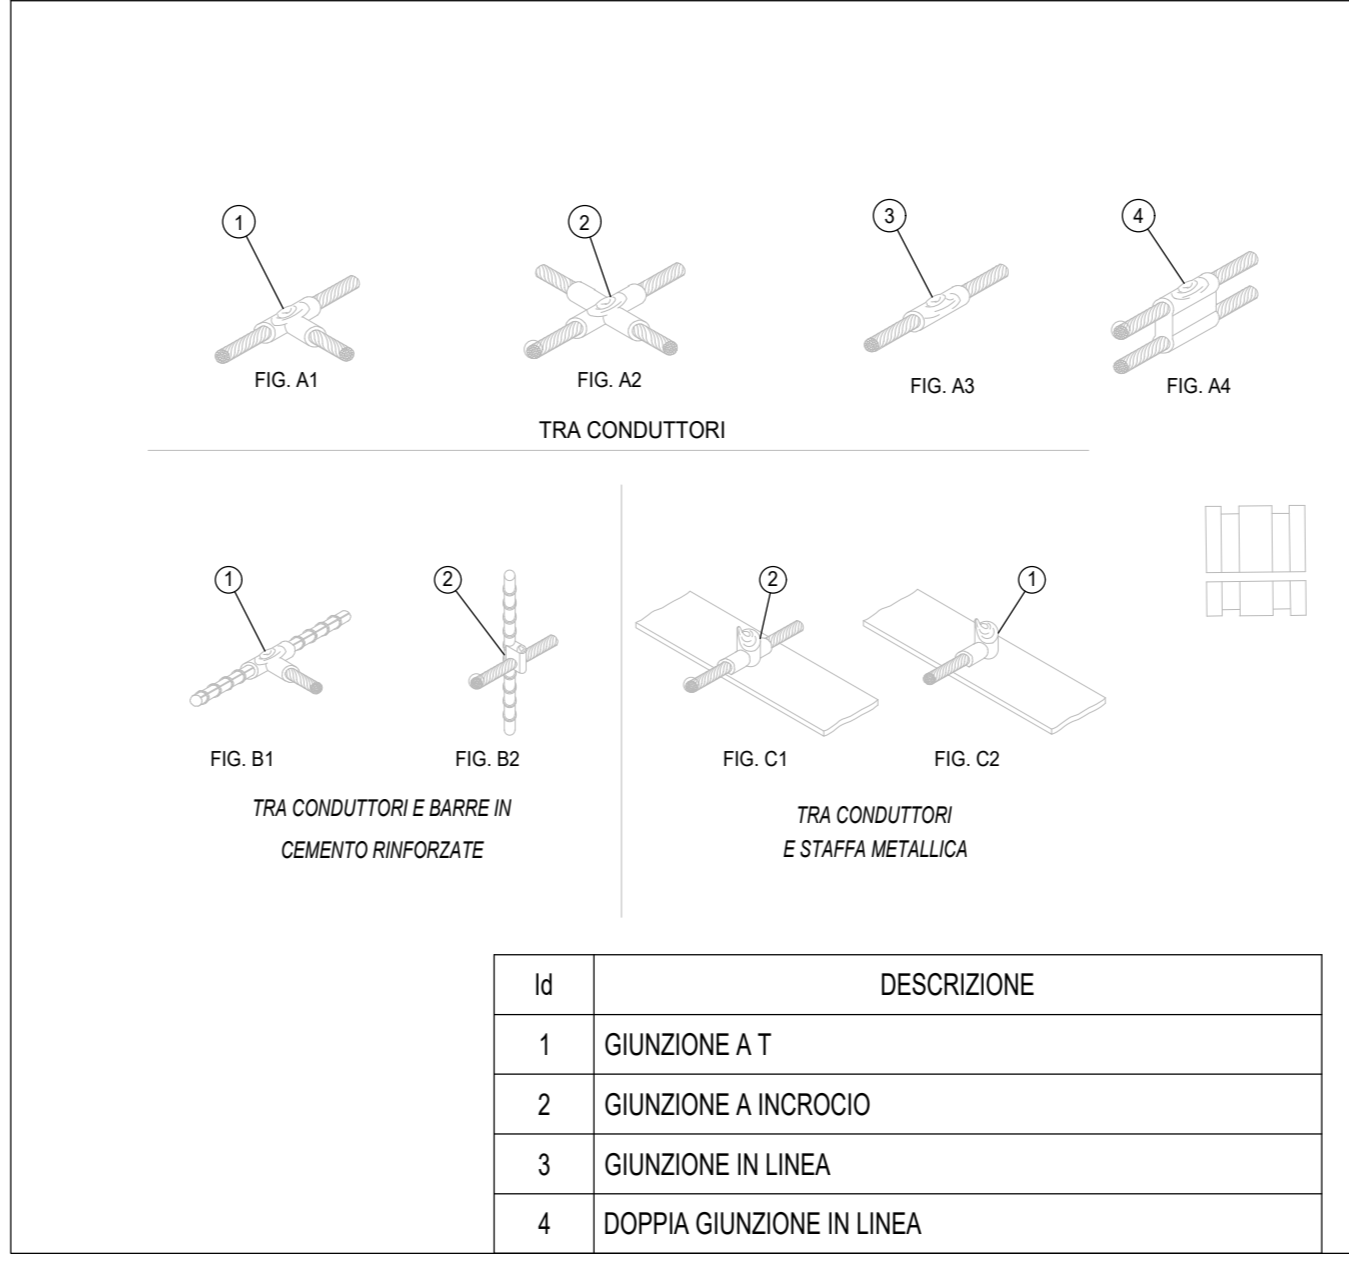 1
2
3
4
FIG. A1
FIG. A2
FIG. A3
FIG. A4
TRA CONDUTTORI
1
2
2
1
FIG. B1
FIG. B2
FIG. C1
FIG. C2
TRA CONDUTTORI E BARRE IN
CEMENTO RINFORZATE
TRA CONDUTTORI
E STAFFA METALLICA
Id DESCRIZIONE
1 GIUNZIONE A T
2 GIUNZIONE A INCROCIO
3 GIUNZIONE IN LINEA
4 DOPPIA GIUNZIONE IN LINEA